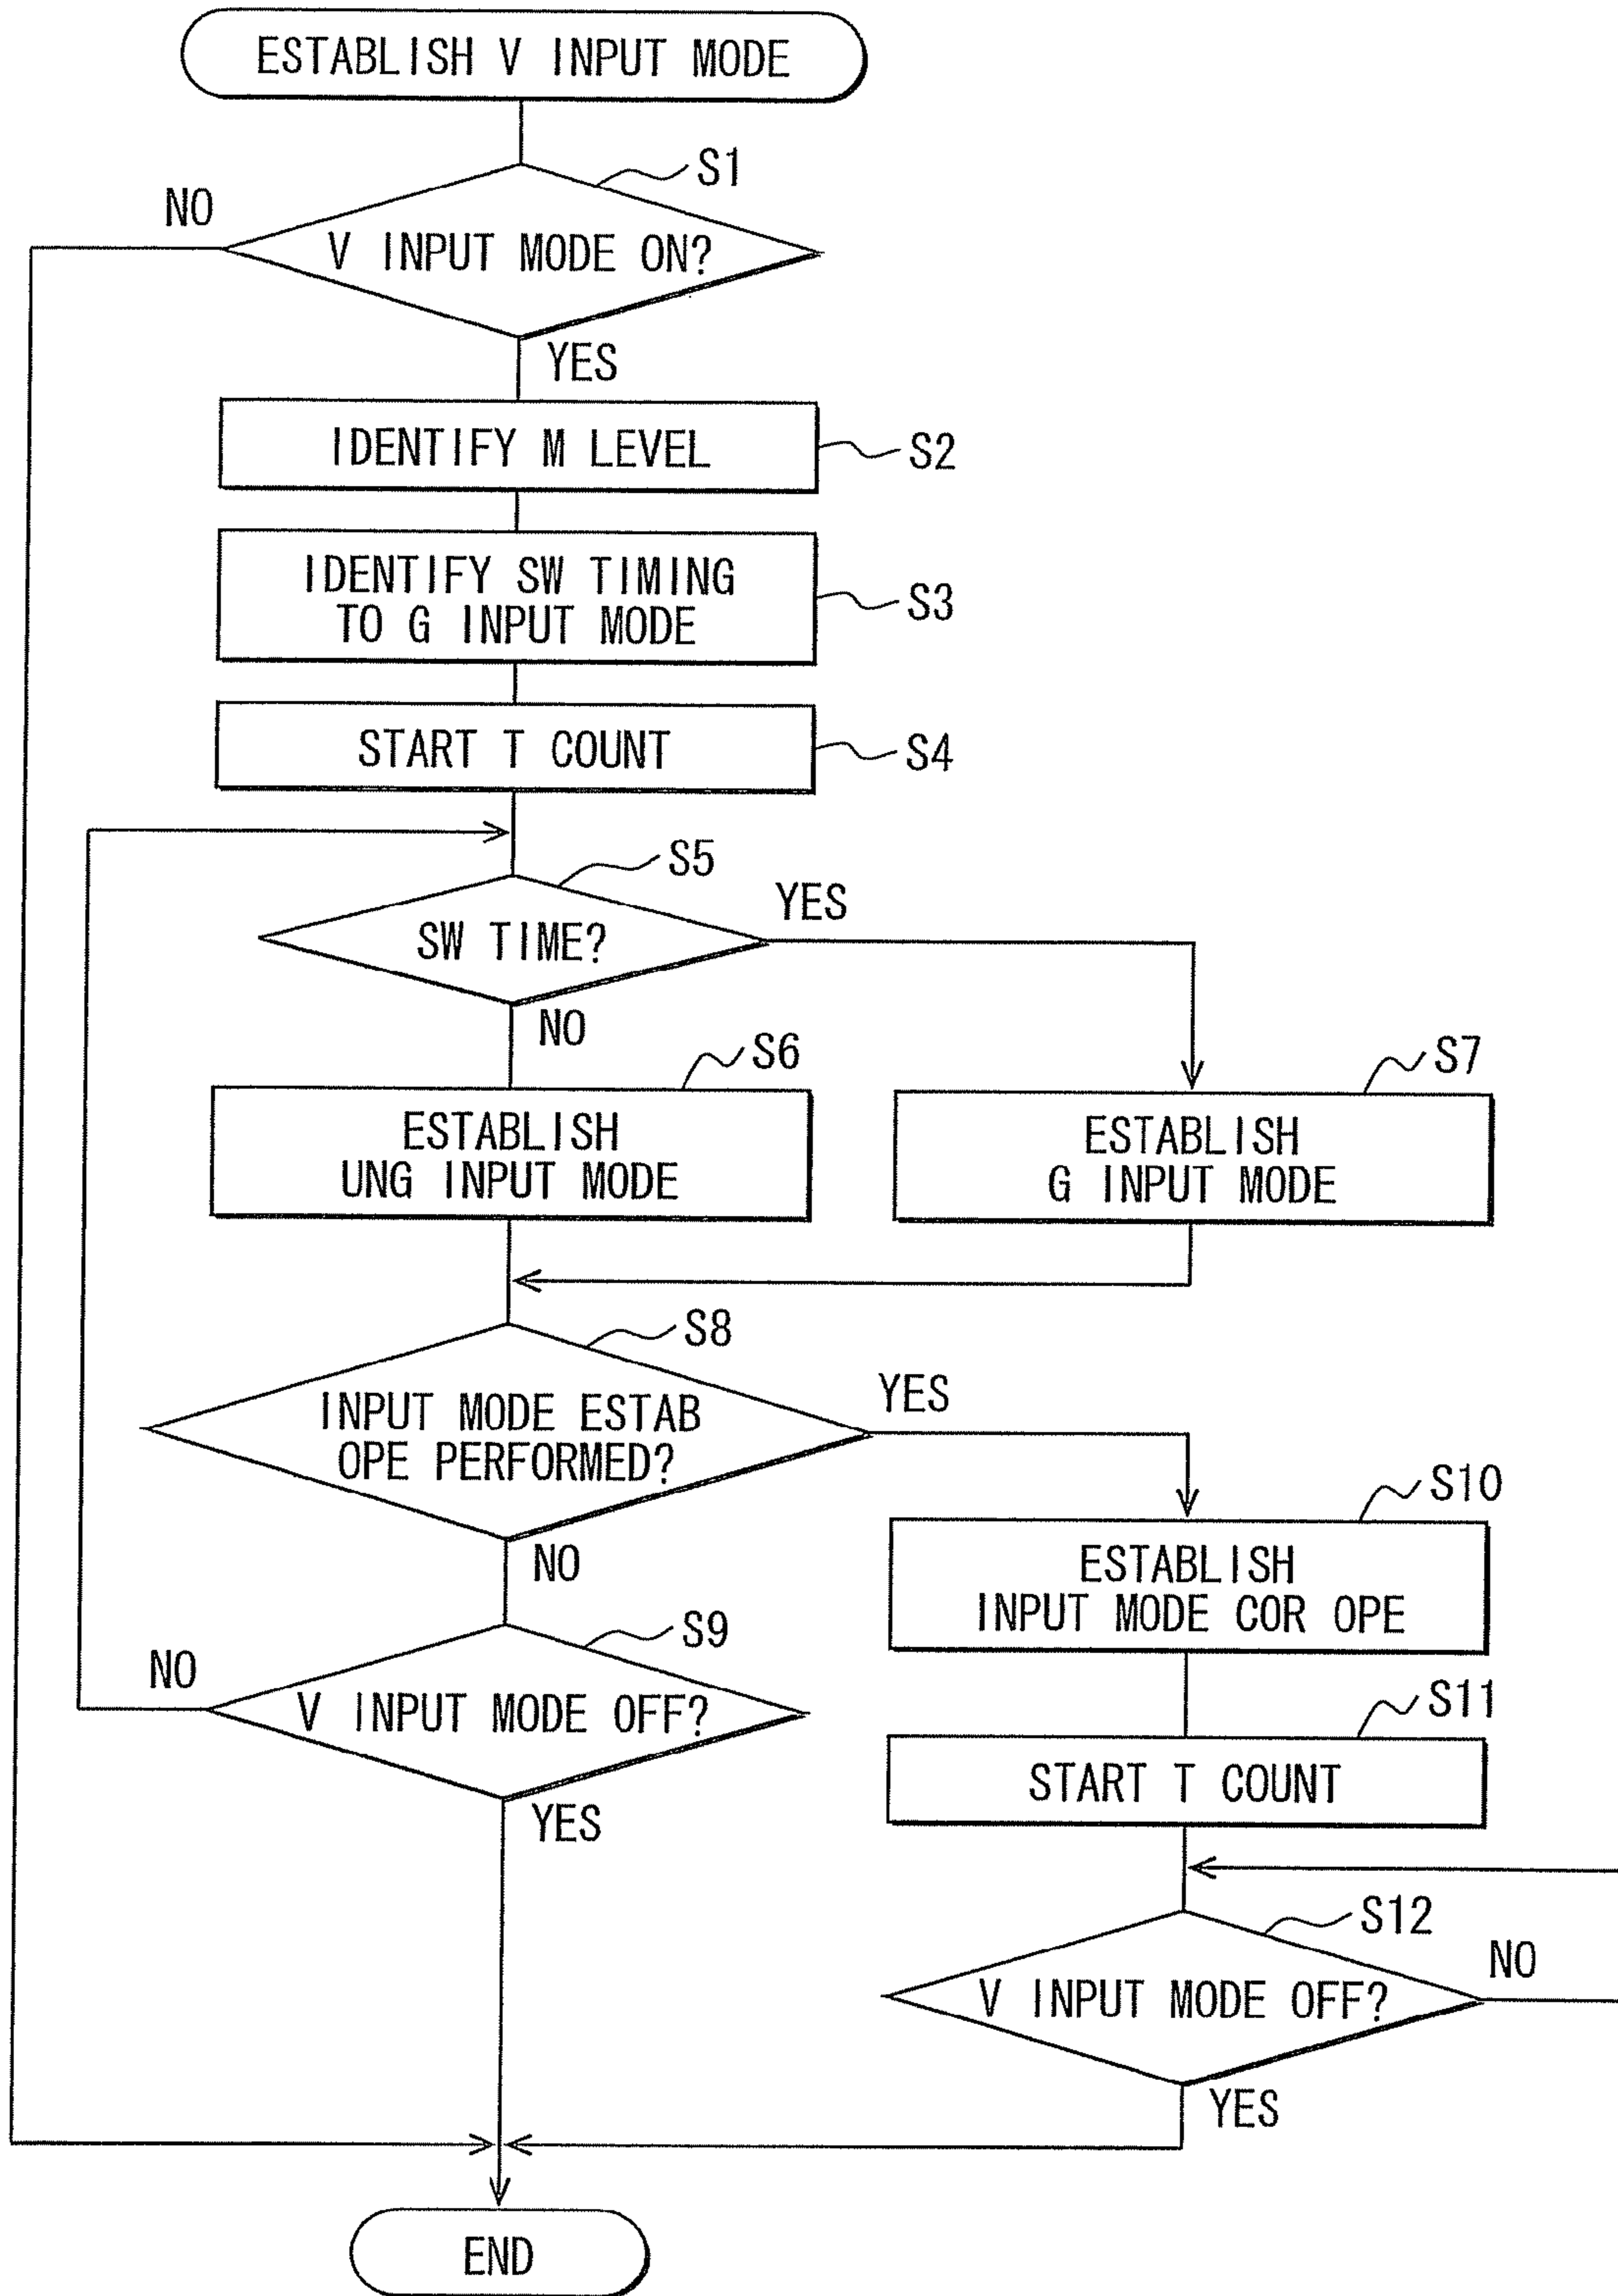 ESTABLISH V INPUT MODE
S1
NO
V INPUT MODE ON?
YES
IDENTIFY M LEVEL
S2
IDENTIFY SW TIMING
TO G INPUT MODE
S3
START T COUNT
S4
S5
YES
SW TIME?
NO
S6
S7
ESTABLISH
UNG INPUT MODE
ESTABLISH
G INPUT MODE
S8
YES
INPUT MODE ESTAB
OPE PERFORMED?
NO
S10
ESTABLISH
INPUT MODE COR OPE
S9
NO
V INPUT MODE OFF?
YES
S11
START T COUNT
S12
NO
V INPUT MODE OFF?
YES
END